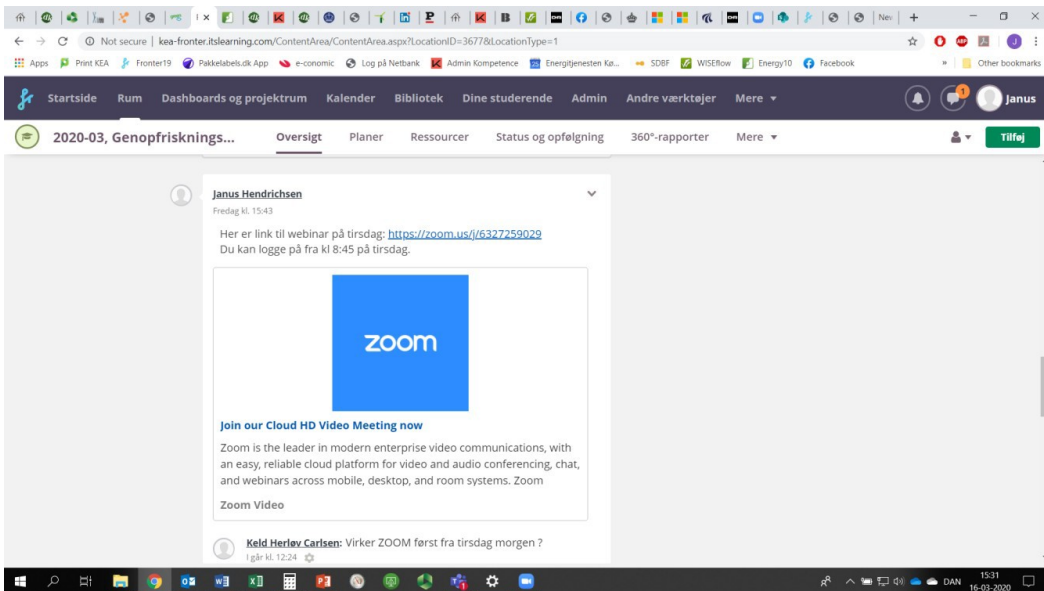 New
Not secure | kea-fronter.itslearning.com/ContentArea/ContentArea.aspx?LocationID=3677&LocationType=1
Apps Print KEA Fronter19 Pakkelabels.dk App e-conomic Log på Netbank Admin Kompetence Energitjenesten Kø... SDBF WISEflow Energy10 Facebook » Other bookmarks
Startside Rum Dashboards og projektrum Kalender Bibliotek Dine studerende Admin Andre værktøjer Mere 1 Janus
2020-03, Genopfrisknings... Oversigt Planer Ressourcer Status og opfølgning 360°-rapporter Mere Tilføj
Janus Hendrichsen
Fredag kl. 15:43
Her er link til webinar på tirsdag: https://zoom.us/j/6327259029
Du kan logge på fra kl 8:45 på tirsdag.
zoom
Join our Cloud HD Video Meeting now
Zoom is the leader in modern enterprise video communications, with
an easy, reliable cloud platform for video and audio conferencing, chat,
and webinars across mobile, desktop, and room systems. Zoom
Zoom Video
Keld Herløv Carlsen: Virker ZOOM først fra tirsdag morgen ?
I går kl. 12:24
DAN 15:31
16-03-2020